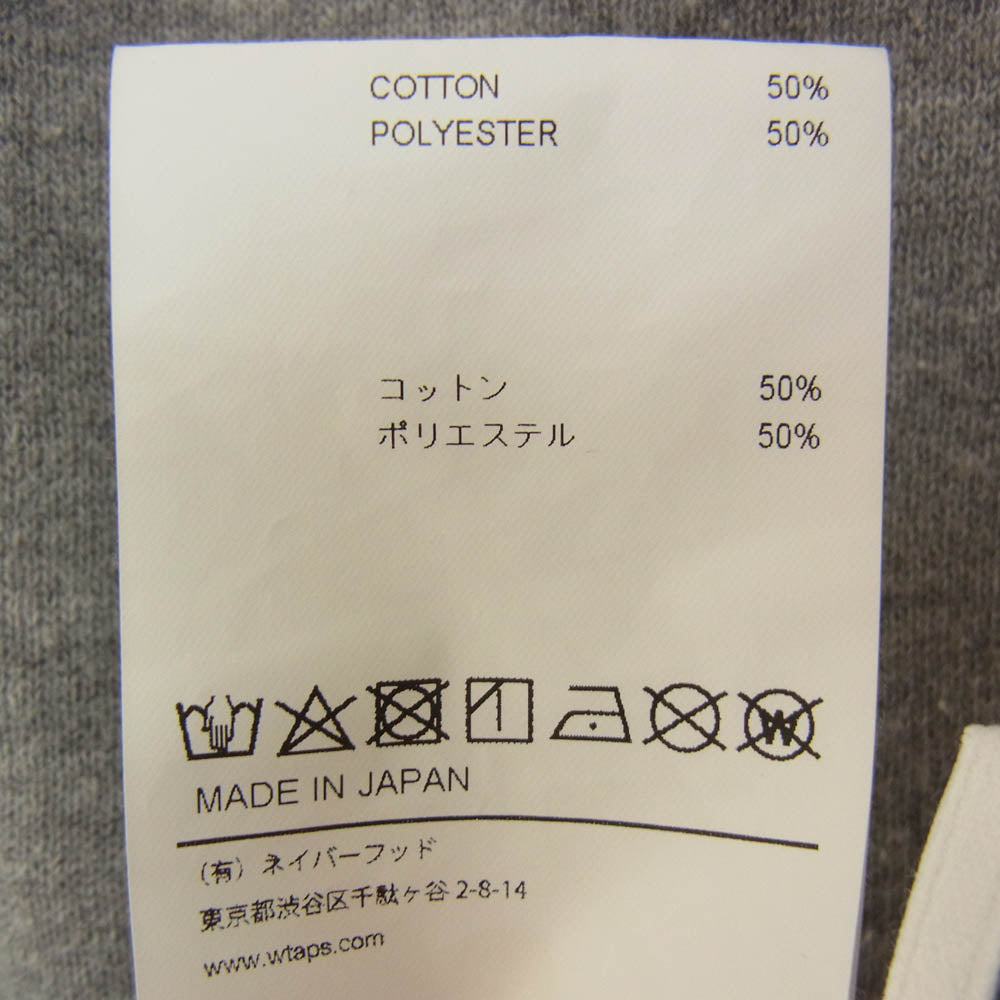 COTTON 50%
POLYESTER 50%
コットン 50%
ポリエステル 50%
W
MADE IN JAPAN
（有）ネイバーフッド
東京都渋谷区千駄ヶ谷 2-8-14
www.wtaps.com